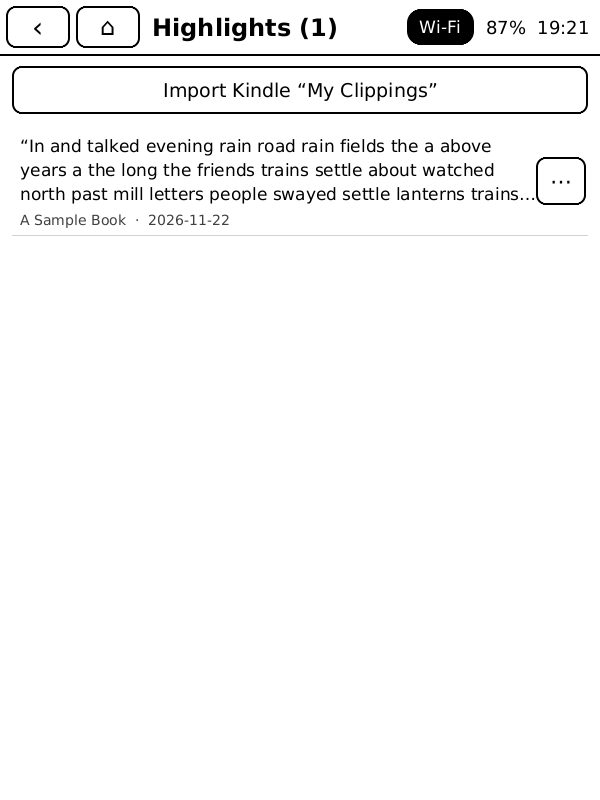 ‹ ⌂ Highlights (1) Wi-Fi 87% 19:21
Import Kindle “My Clippings”
“In and talked evening rain road rain fields the a above
years a the long the friends trains settle about watched
north past mill letters people swayed settle lanterns trains…
⋯
A Sample Book · 2026-11-22